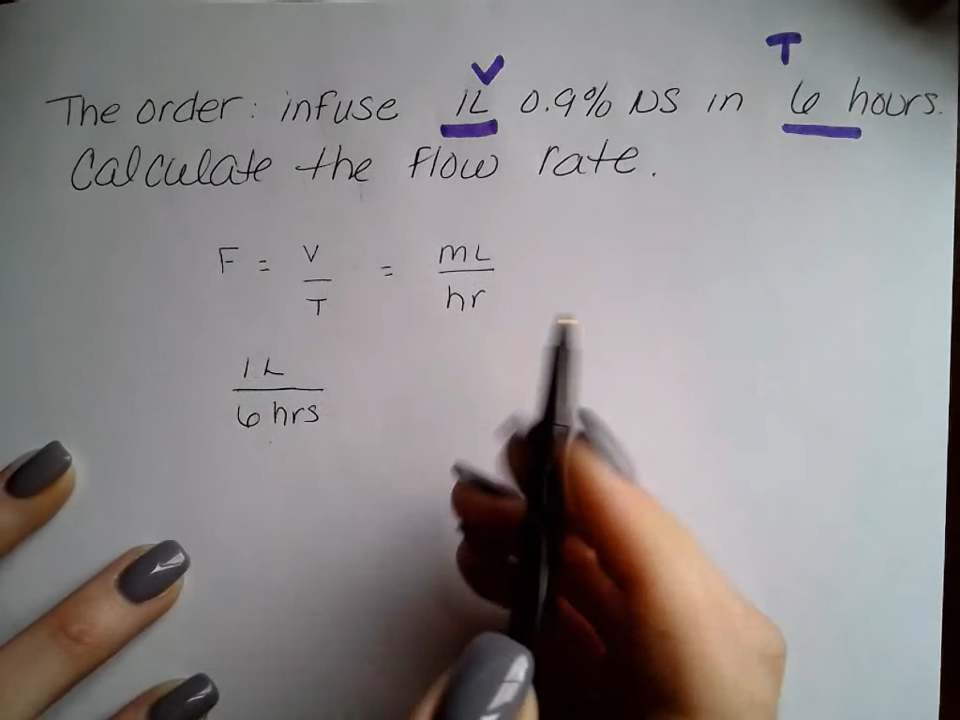 V T
The order: infuse 1L 0.9% NS in 6 hours.
Calculate the flow rate.
F = V/T = mL/hr
1L/6 hrs